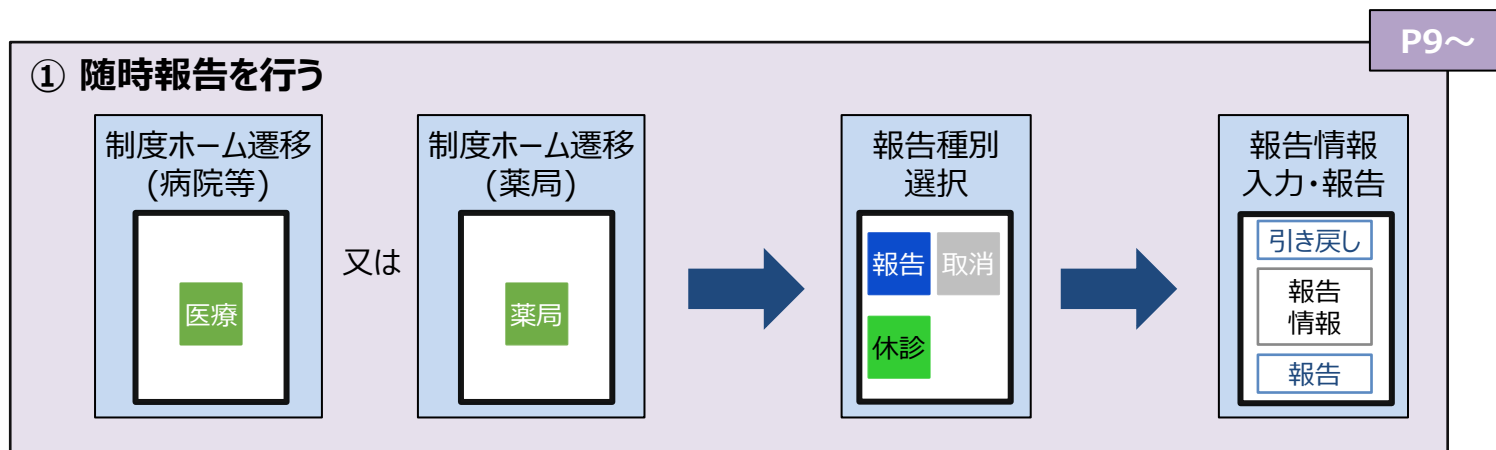 P9～
① 随時報告を行う
制度ホーム遷移
(病院等)
医療
又は
制度ホーム遷移
(薬局)
薬局
報告種別
選択
報告 取消
休診
報告情報
入力・報告
引き戻し
報告
情報
報告